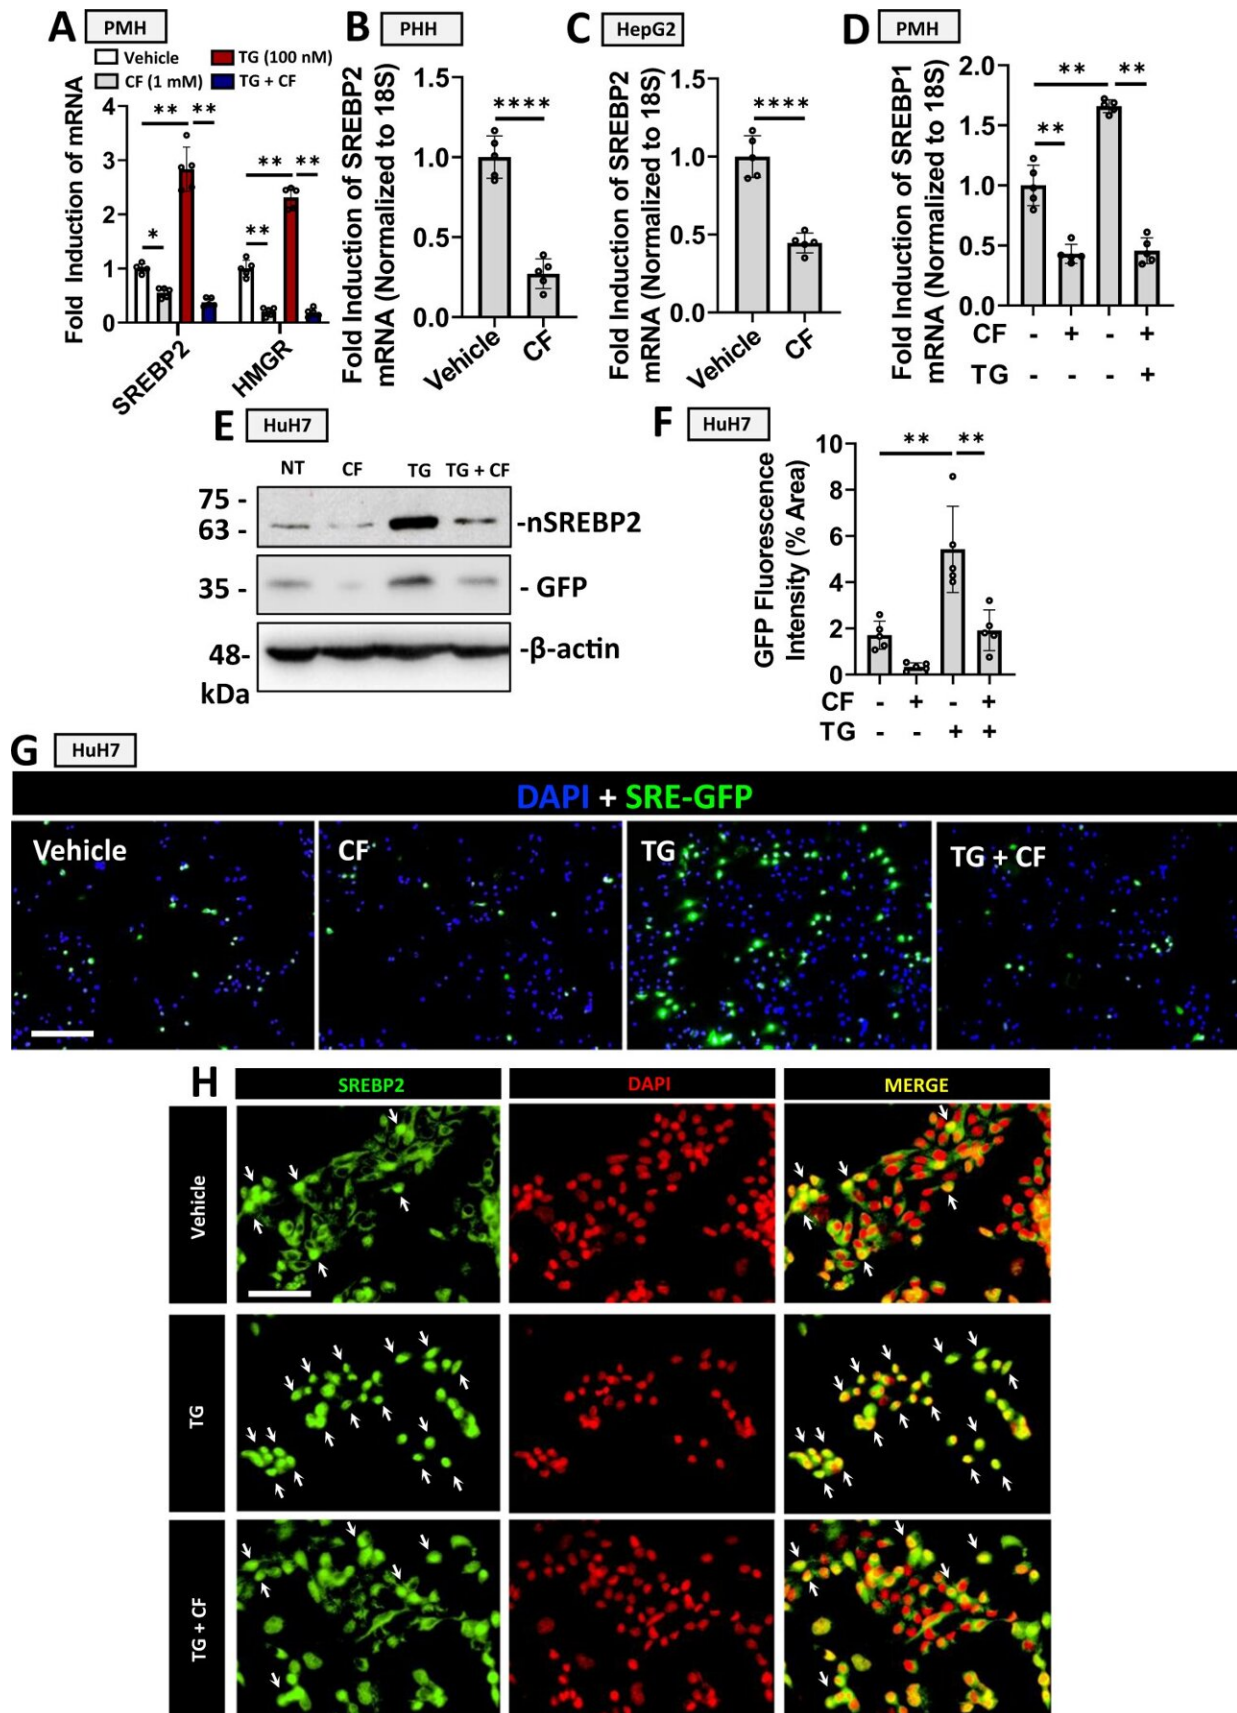 A PMH
Vehicle
TG (100 nM)
CF (1 mM)
TG + CF
Fold Induction of mRNA
4
3
2
1
0
** **
** **
*
**
SREBP2
HMGR
B PHH
Fold Induction of SREBP2
mRNA (Normalized to 18S)
1.5
1.0
0.5
0.0
****
Vehicle
CF
C HepG2
Fold Induction of SREBP2
mRNA (Normalized to 18S)
1.5
1.0
0.5
0.0
****
Vehicle
CF
D PMH
Fold Induction of SREBP1
mRNA (Normalized to 18S)
2.0
1.5
1.0
0.5
0.0
** **
**
CF - + - +
TG - - - +
E HuH7
NT CF TG TG + CF
75 -
63 -
-nSREBP2
35 -
- GFP
48-
-β-actin
kDa
F HuH7
GFP Fluorescence
Intensity (% Area)
10
8
6
4
2
0
** **
CF - + - +
TG - - + +
G HuH7
DAPI + SRE-GFP
Vehicle
CF
TG
TG + CF
H
SREBP2
DAPI
MERGE
Vehicle
TG
TG + CF